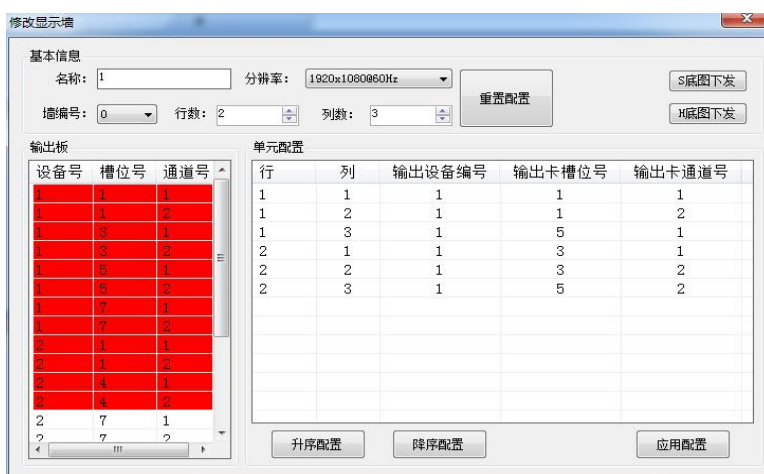 修改显示墙
基本信息
名称： 1 分辨率： 1920x1080@60Hz 重置配置 S底图下发
墙编号： 0 行数： 2 列数： 3 H底图下发
输出板 单元配置
设备号 槽位号 通道号 行 列 输出设备编号 输出卡槽位号 输出卡通道号
1 1 1 1 1 1 1 1
1 1 2 1 2 1 1 2
1 3 1 1 3 1 5 1
1 3 2 2 1 1 3 1
1 5 1 2 2 1 3 2
1 5 2 2 3 1 5 2
1 7 1
1 7 2
2 1 1
2 1 2
2 4 1
2 4 2
2 7 1
2 7 2
升序配置 降序配置 应用配置